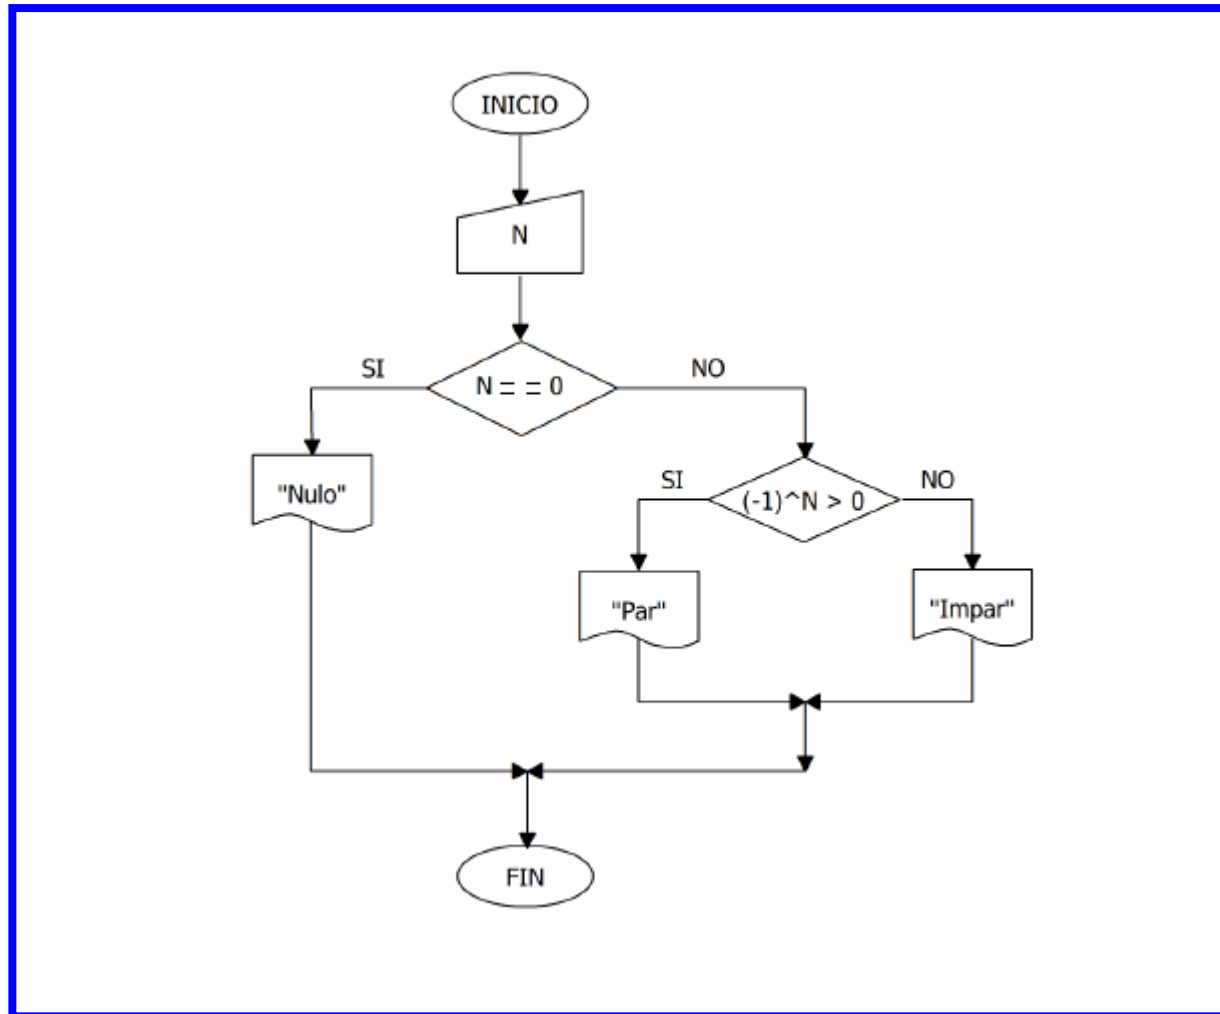 INICIO
N
SI
N = = 0
NO
"Nulo"
SI
(-1)^N > 0
NO
"Par"
"Impar"
FIN